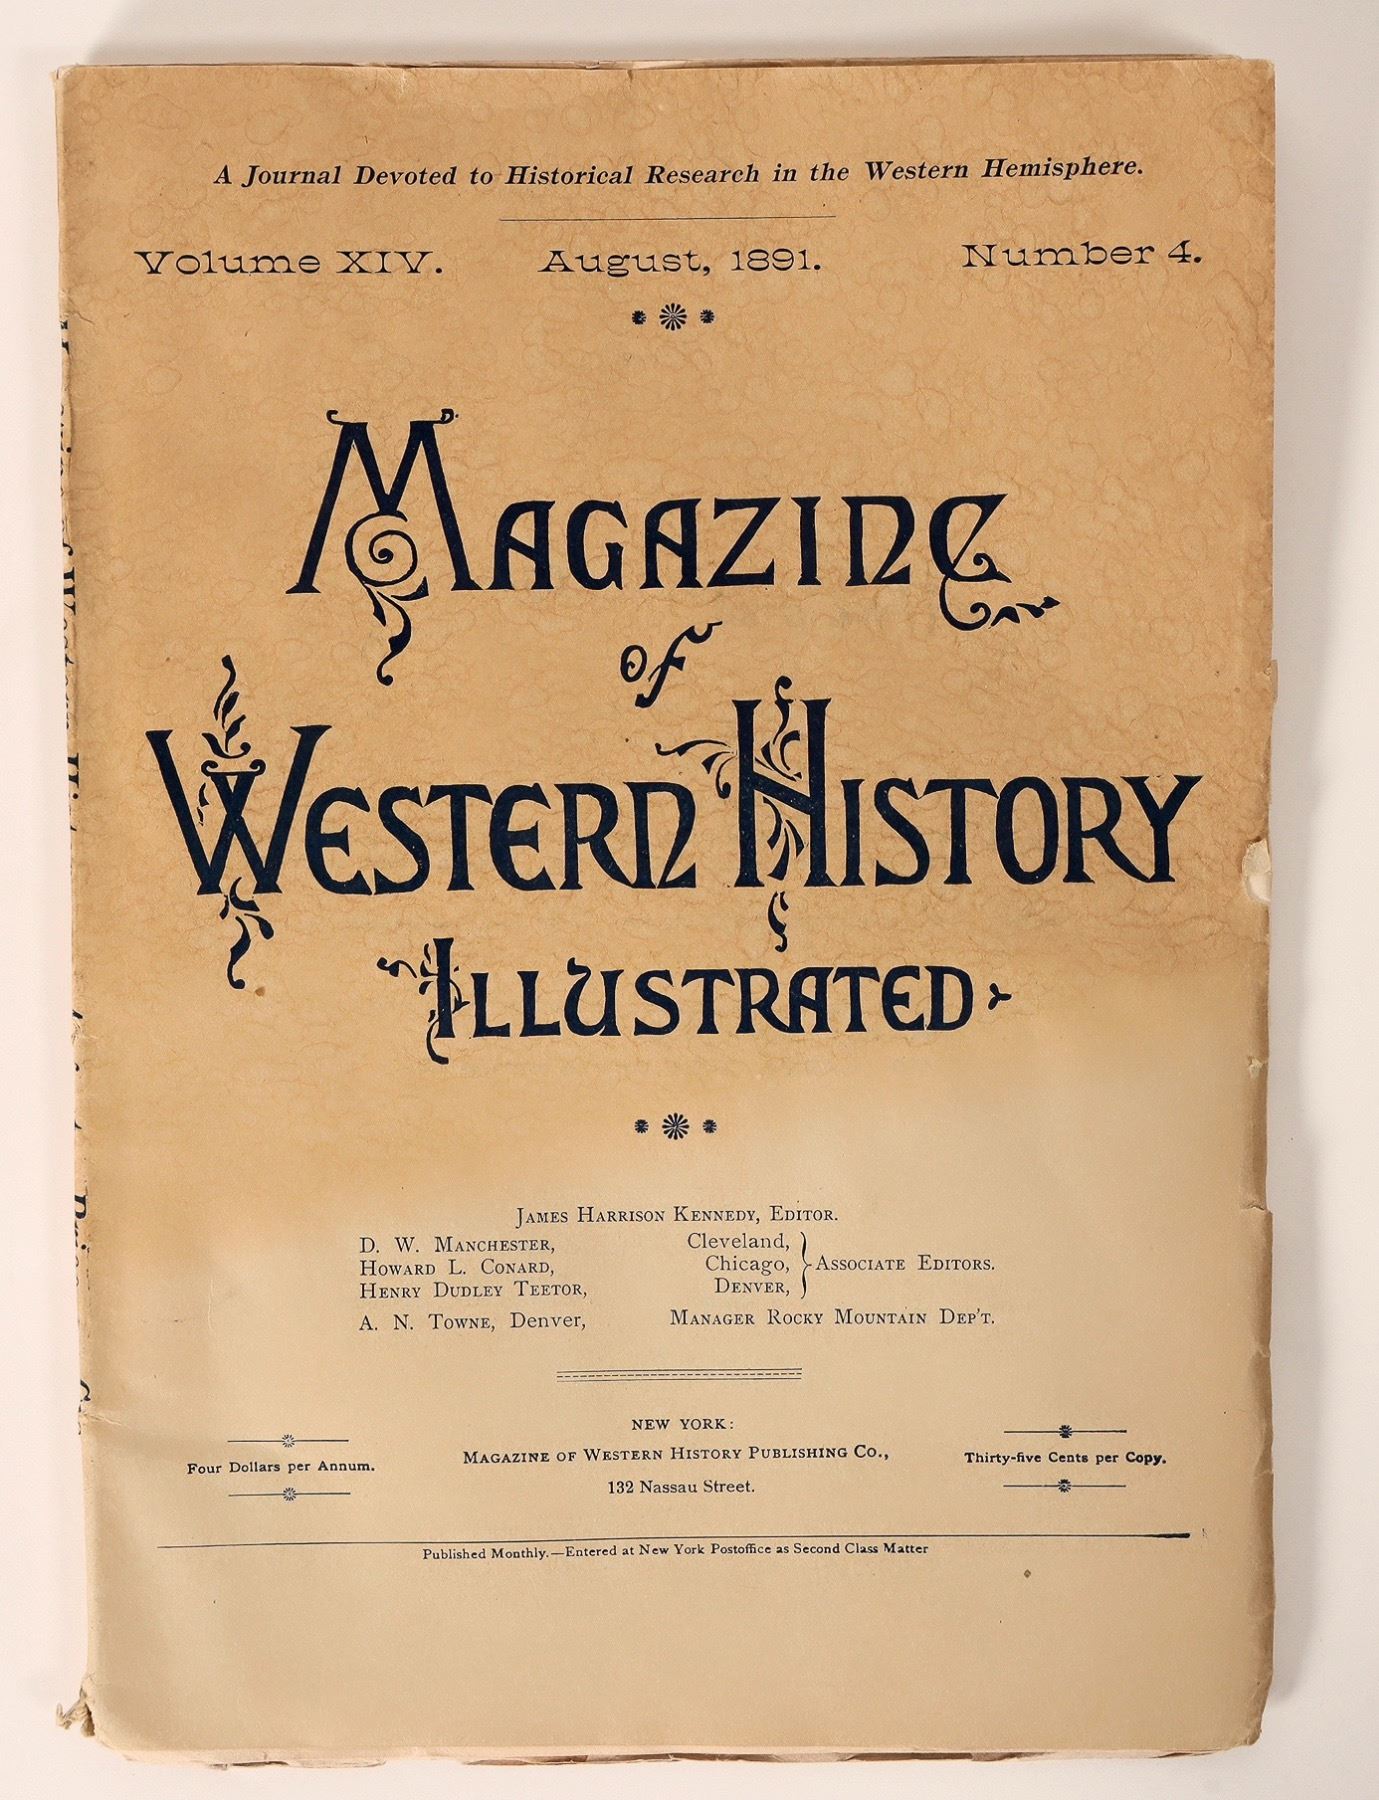 A Journal Devoted to Historical Research in the Western Hemisphere.
Volume XIV. August, 1891. Number 4.
MAGAZINE
OF
WESTERN HISTORY
ILLUSTRATED
JAMES HARRISON KENNEDY, EDITOR.
D. W. MANCHESTER, Cleveland,
HOWARD L. CONARD, Chicago, ASSOCIATE EDITORS.
HENRY DUDLEY TEETOR, DENVER,
A. N. TOWNE, Denver, MANAGER ROCKY MOUNTAIN DEP'T.
NEW YORK:
MAGAZINE OF WESTERN HISTORY PUBLISHING CO.,
132 Nassau Street.
Four Dollars per Annum.
Thirty-five Cents per Copy.
Published Monthly.—Entered at New York Postoffice as Second Class Matter